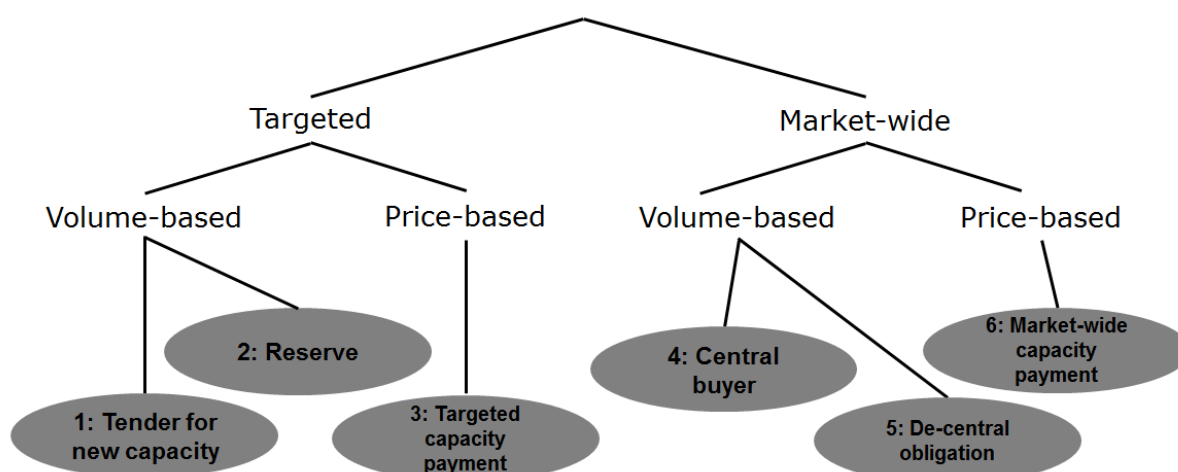 Targeted
Market-wide
Volume-based
Price-based
Volume-based
Price-based
2: Reserve
6: Market-wide
capacity
payment
4: Central
buyer
1: Tender for
new capacity
3: Targeted
capacity
payment
5: De-central
obligation